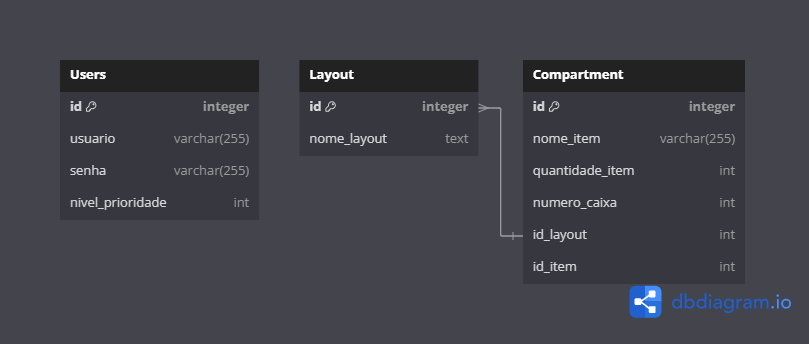 Users
id integer
usuario varchar(255)
senha varchar(255)
nivel_prioridade int
Layout
id integer
nome_layout text
Compartment
id integer
nome_item varchar(255)
quantidade_item int
numero_caixa int
id_layout int
id_item int
dbdiagram.io